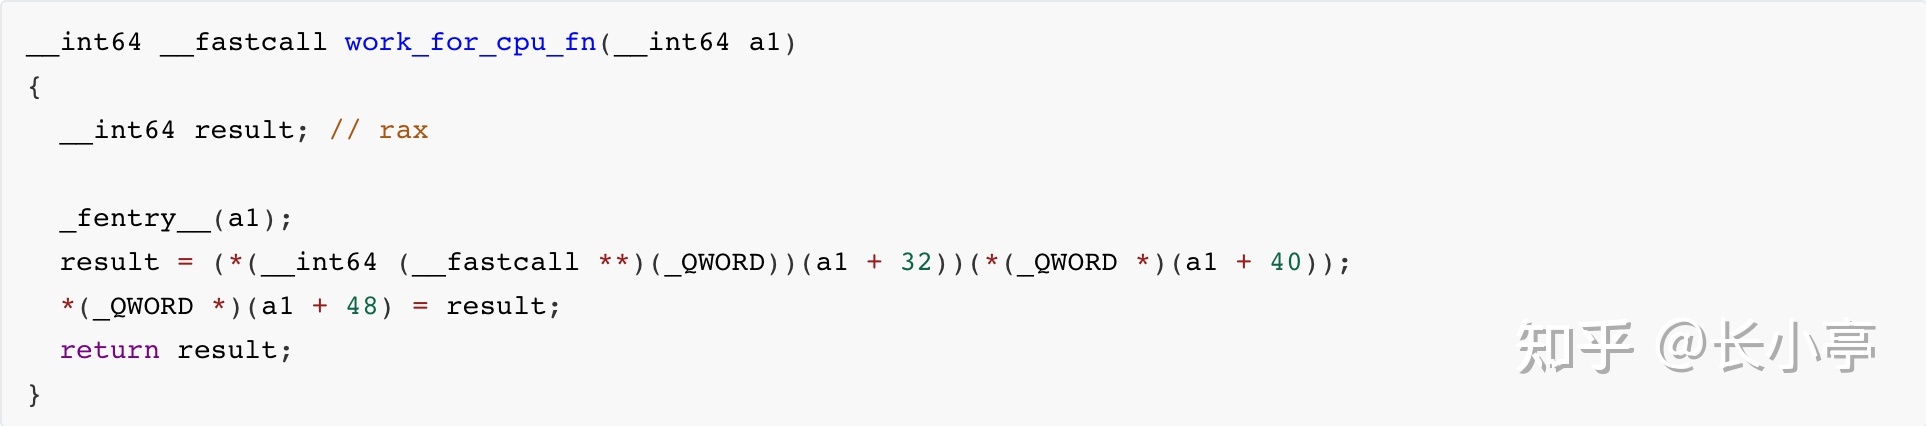 __int64 __fastcall work_for_cpu_fn(__int64 a1)
{
  __int64 result; // rax

  _fentry__(a1);
  result = (*(__int64 (__fastcall **)(_QWORD))(a1 + 32))(*(_QWORD *)(a1 + 40));
  *(_QWORD *)(a1 + 48) = result;
  return result;
}
知乎 @长小亭